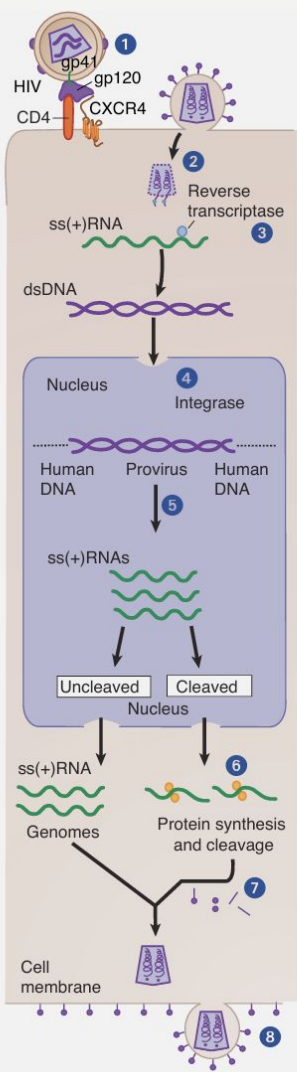 1
gp41
gp120
HIV
CXCR4
CD4
2
Reverse
transcriptase
3
ss(+)RNA
dsDNA
4
Nucleus
Integrase
Human
DNA
Provirus
Human
DNA
5
ss(+)RNAs
Uncleaved
Cleaved
Nucleus
ss(+)RNA
6
Genomes
Protein synthesis
and cleavage
7
Cell
membrane
8